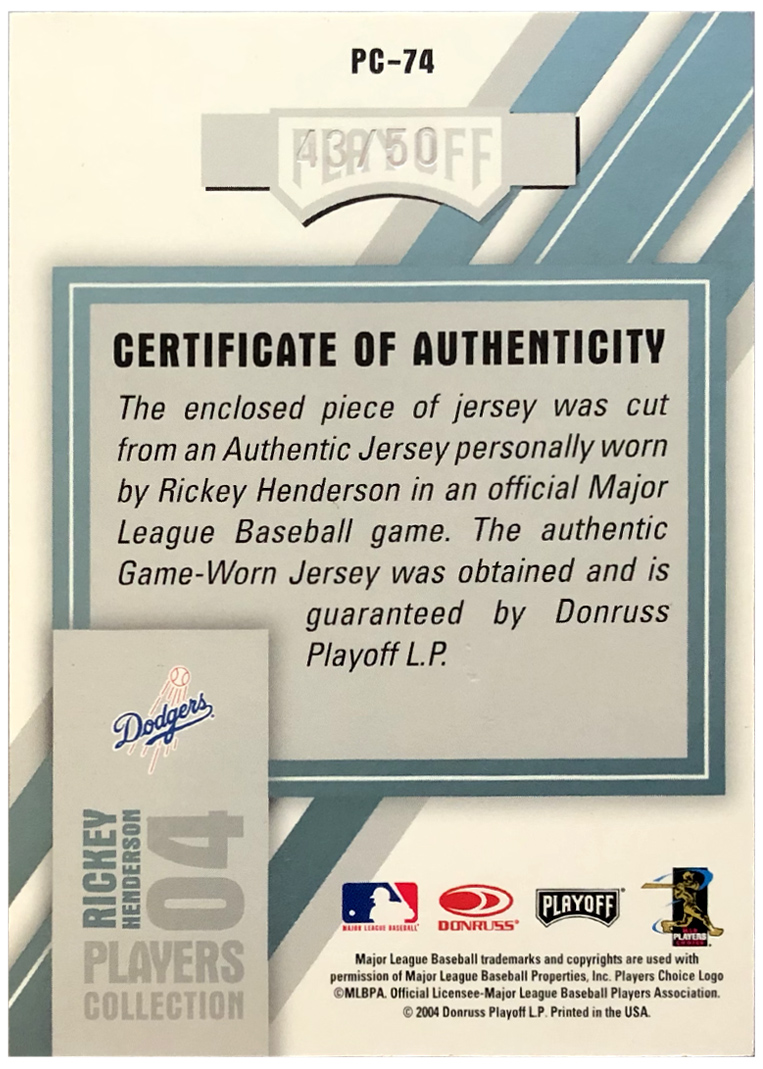 PC-74
PLAYOFF
43/50
CERTIFICATE OF AUTHENTICITY
The enclosed piece of jersey was cut
from an Authentic Jersey personally worn
by Rickey Henderson in an official Major
League Baseball game. The authentic
Game-Worn Jersey was obtained and is
guaranteed by Donruss
Playoff L.P.
Dodgers
RICKEY
HENDERSON
04
PLAYERS
COLLECTION
MAJOR LEAGUE BASEBALL
DONRUSS®
PLAYOFF®
MLB
PLAYERS
CHOICE
Major League Baseball trademarks and copyrights are used with
permission of Major League Baseball Properties, Inc. Players Choice Logo
©MLBPA. Official Licensee-Major League Baseball Players Association.
© 2004 Donruss Playoff L.P. Printed in the USA.